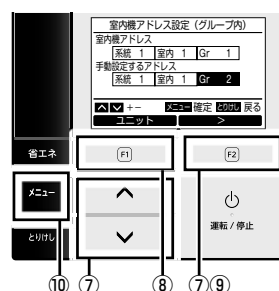 室内機アドレス設定（グループ内）
室内機アドレス
系統 1 室内 1 Gr 1
手動設定するアドレス
系統 1 室内 1 Gr 2
∧∨+− メニュー確定 とりけし戻る
ユニット >
省エネ F1 F2
メニュー
とりけし
運転/停止
⑩ ⑦ ⑧ ⑦⑨